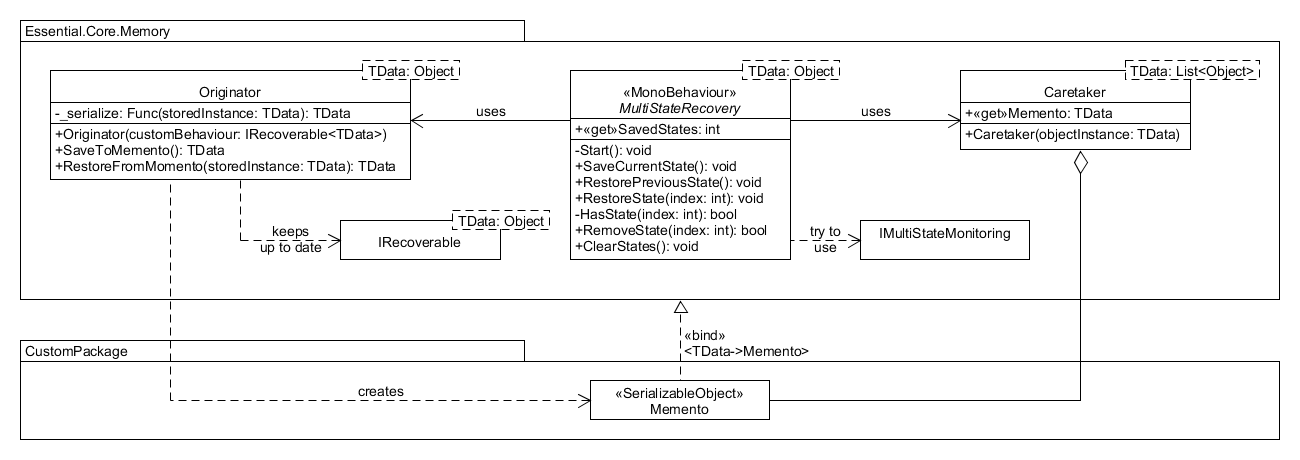 Essential.Core.Memory
TData: Object
Originator
-_serialize: Func(storedInstance: TData): TData
+Originator(customBehaviour: IRecoverable<TData>)
+SaveToMemento(): TData
+RestoreFromMomento(storedInstance: TData): TData
uses
TData: Object
«MonoBehaviour»
MultiStateRecovery
+«get»SavedStates: int
-Start(): void
+SaveCurrentState(): void
+RestorePreviousState(): void
+RestoreState(index: int): void
-HasState(index: int): bool
+RemoveState(index: int): bool
+ClearStates(): void
uses
TData: List<Object>
Caretaker
+«get»Memento: TData
+Caretaker(objectInstance: TData)
keeps
up to date
TData: Object
IRecoverable
try to
use
IMultiStateMonitoring
«bind»
<TData->Memento>
CustomPackage
creates
«SerializableObject»
Memento